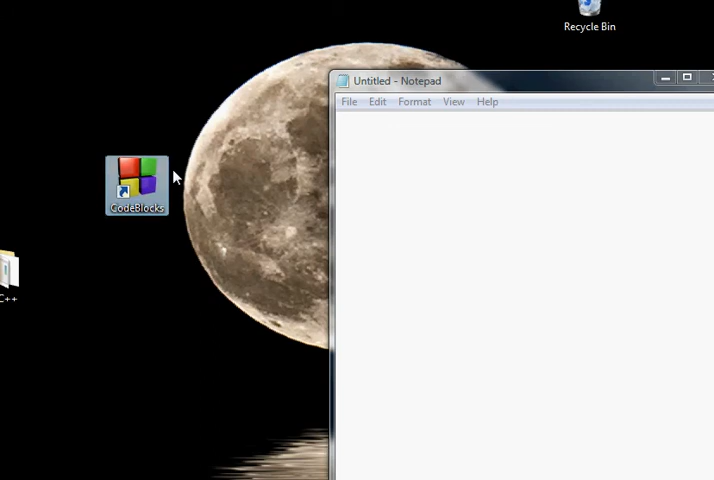 Recycle Bin
Untitled - Notepad
File Edit Format View Help
CodeBlocks
C++